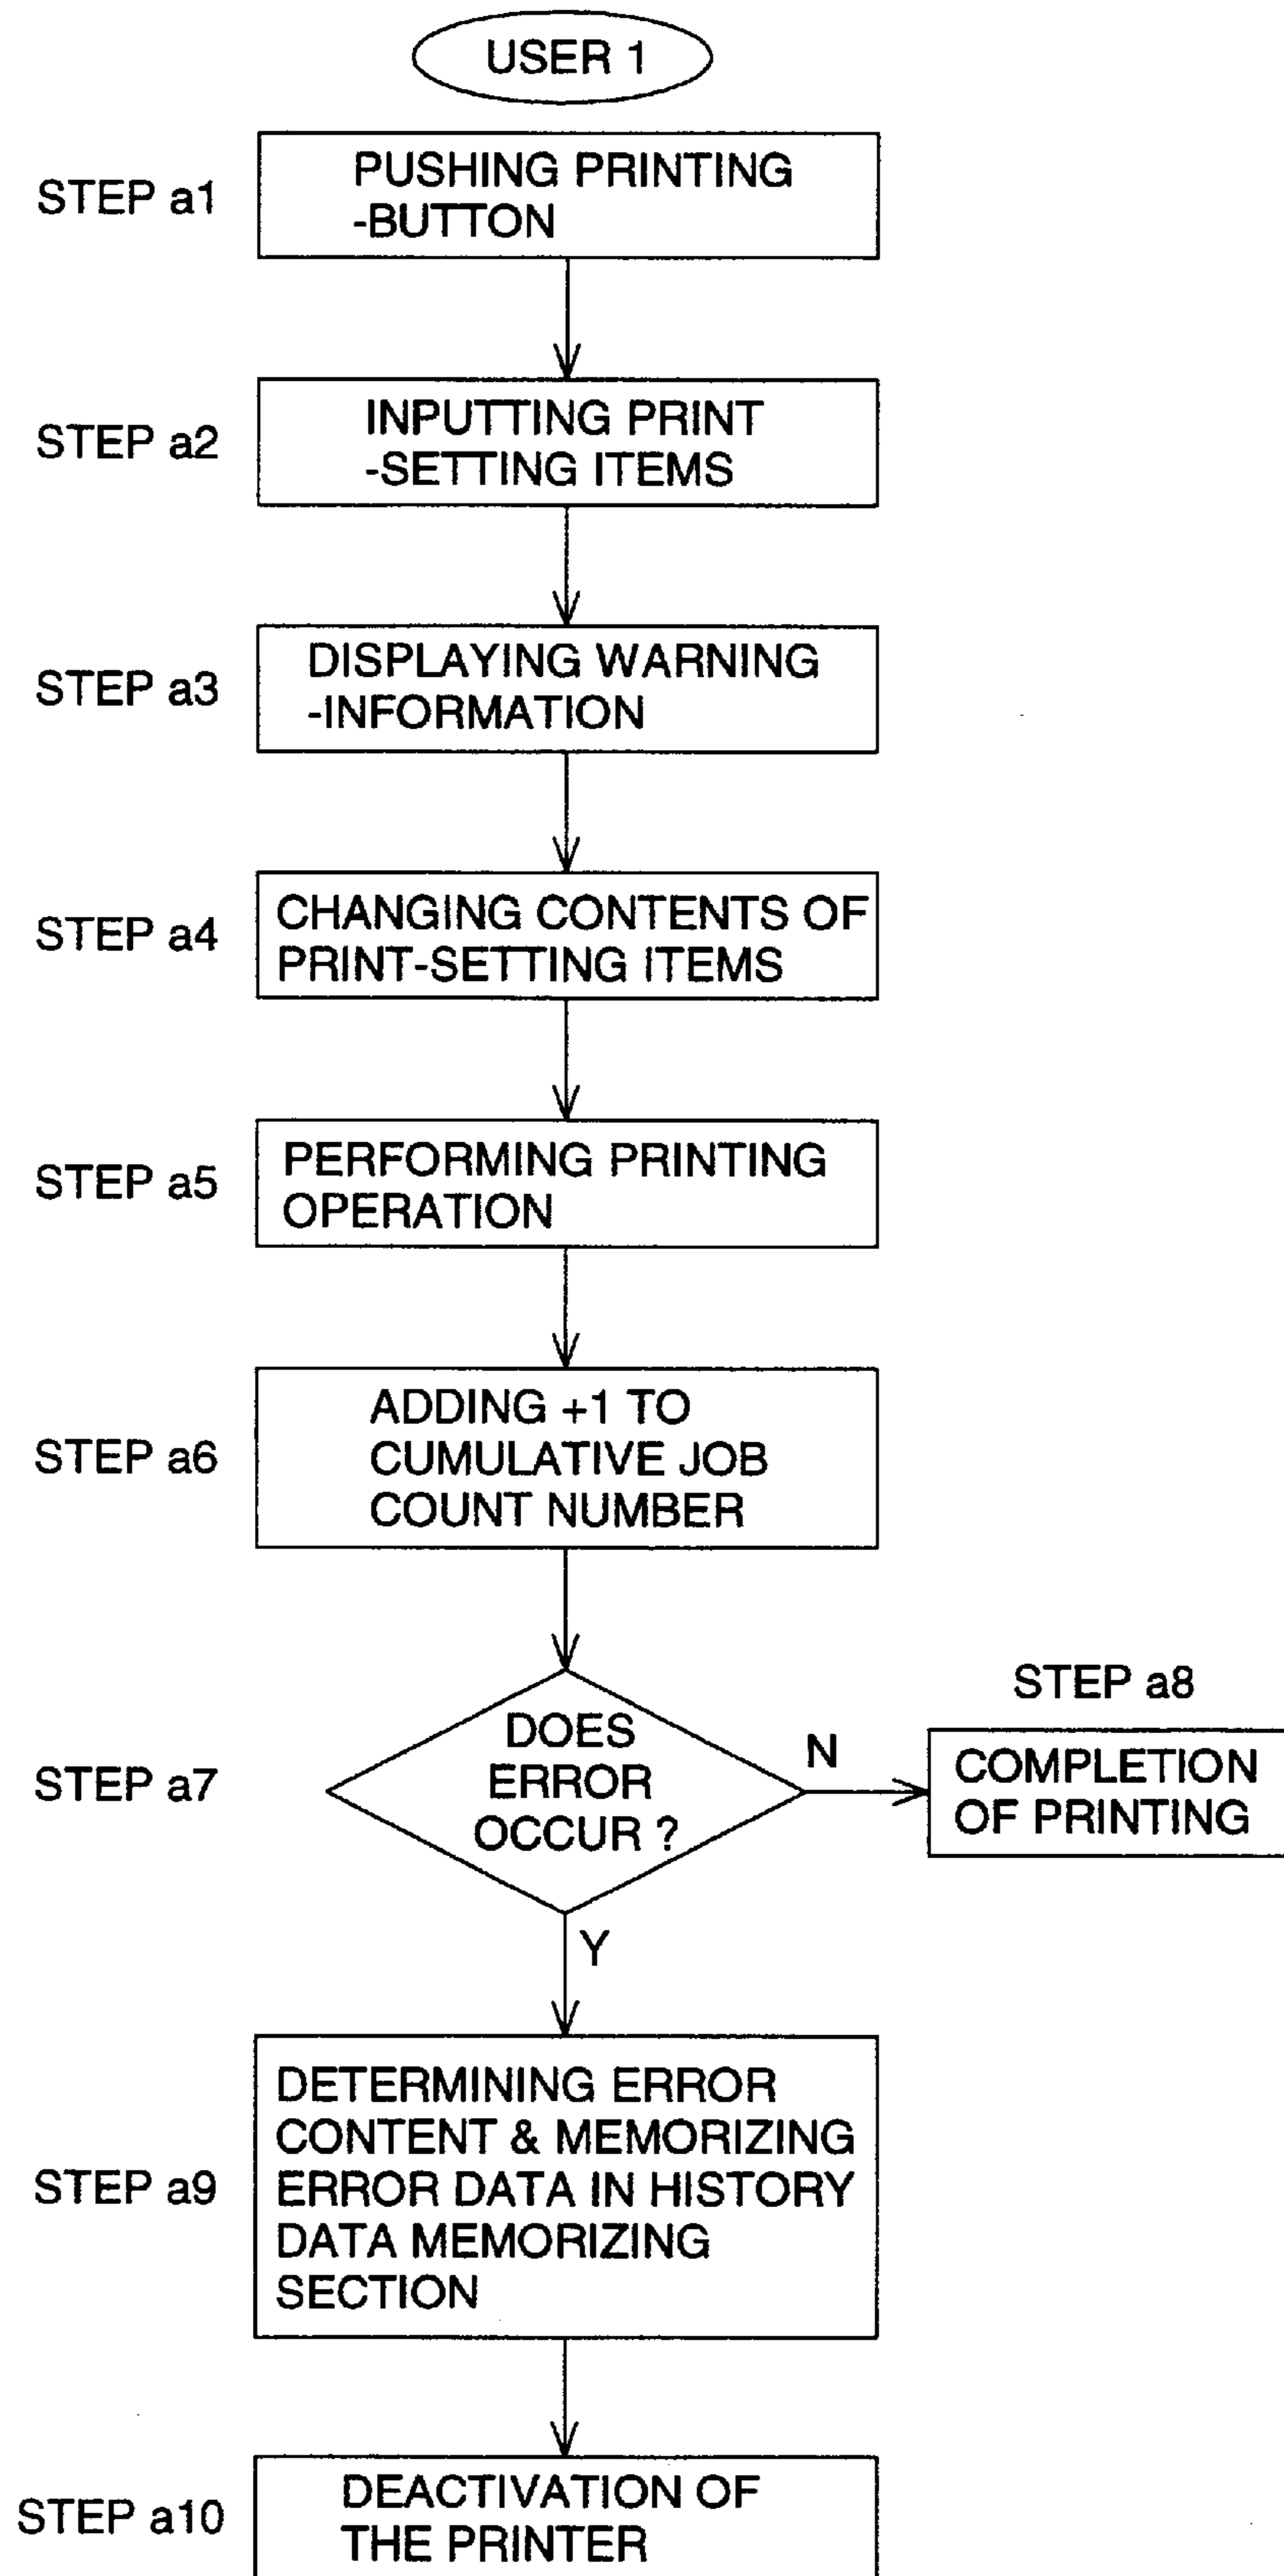 USER 1
STEP a1
PUSHING PRINTING
-BUTTON
STEP a2
INPUTTING PRINT
-SETTING ITEMS
STEP a3
DISPLAYING WARNING
-INFORMATION
STEP a4
CHANGING CONTENTS OF
PRINT-SETTING ITEMS
STEP a5
PERFORMING PRINTING
OPERATION
STEP a6
ADDING +1 TO
CUMULATIVE JOB
COUNT NUMBER
STEP a7
DOES
ERROR
OCCUR ?
N
STEP a8
COMPLETION
OF PRINTING
Y
STEP a9
DETERMINING ERROR
CONTENT & MEMORIZING
ERROR DATA IN HISTORY
DATA MEMORIZING
SECTION
STEP a10
DEACTIVATION OF
THE PRINTER